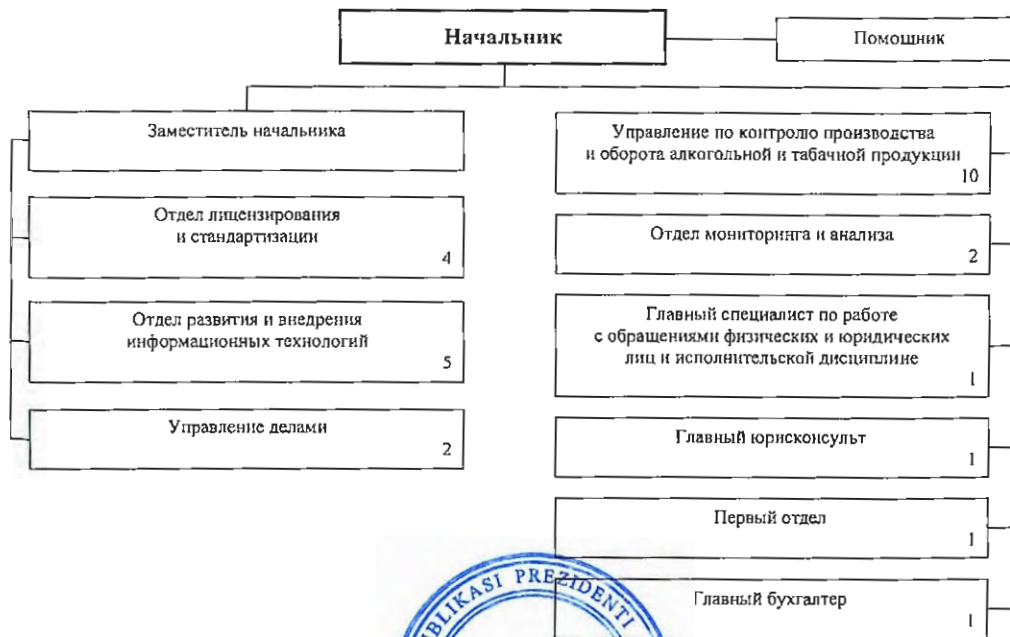 Начальник
Помошник
Заместитель начальника
Отдел лицензирования
и стандартизации
4
Отдел развития и внедрения
информационных технологий
5
Управление делами
2
Управление по контролю производства
и оборота алкогольной и табачной продукции
10
Отдел мониторинга и анализа
2
Главный специалист по работе
с обращениями физических и юридических
лиц и исполнительской дисциплине
1
Главный юрисконсульт
1
Первый отдел
1
Главный бухгалтер
1
UBLIKASI PREZIDENTI